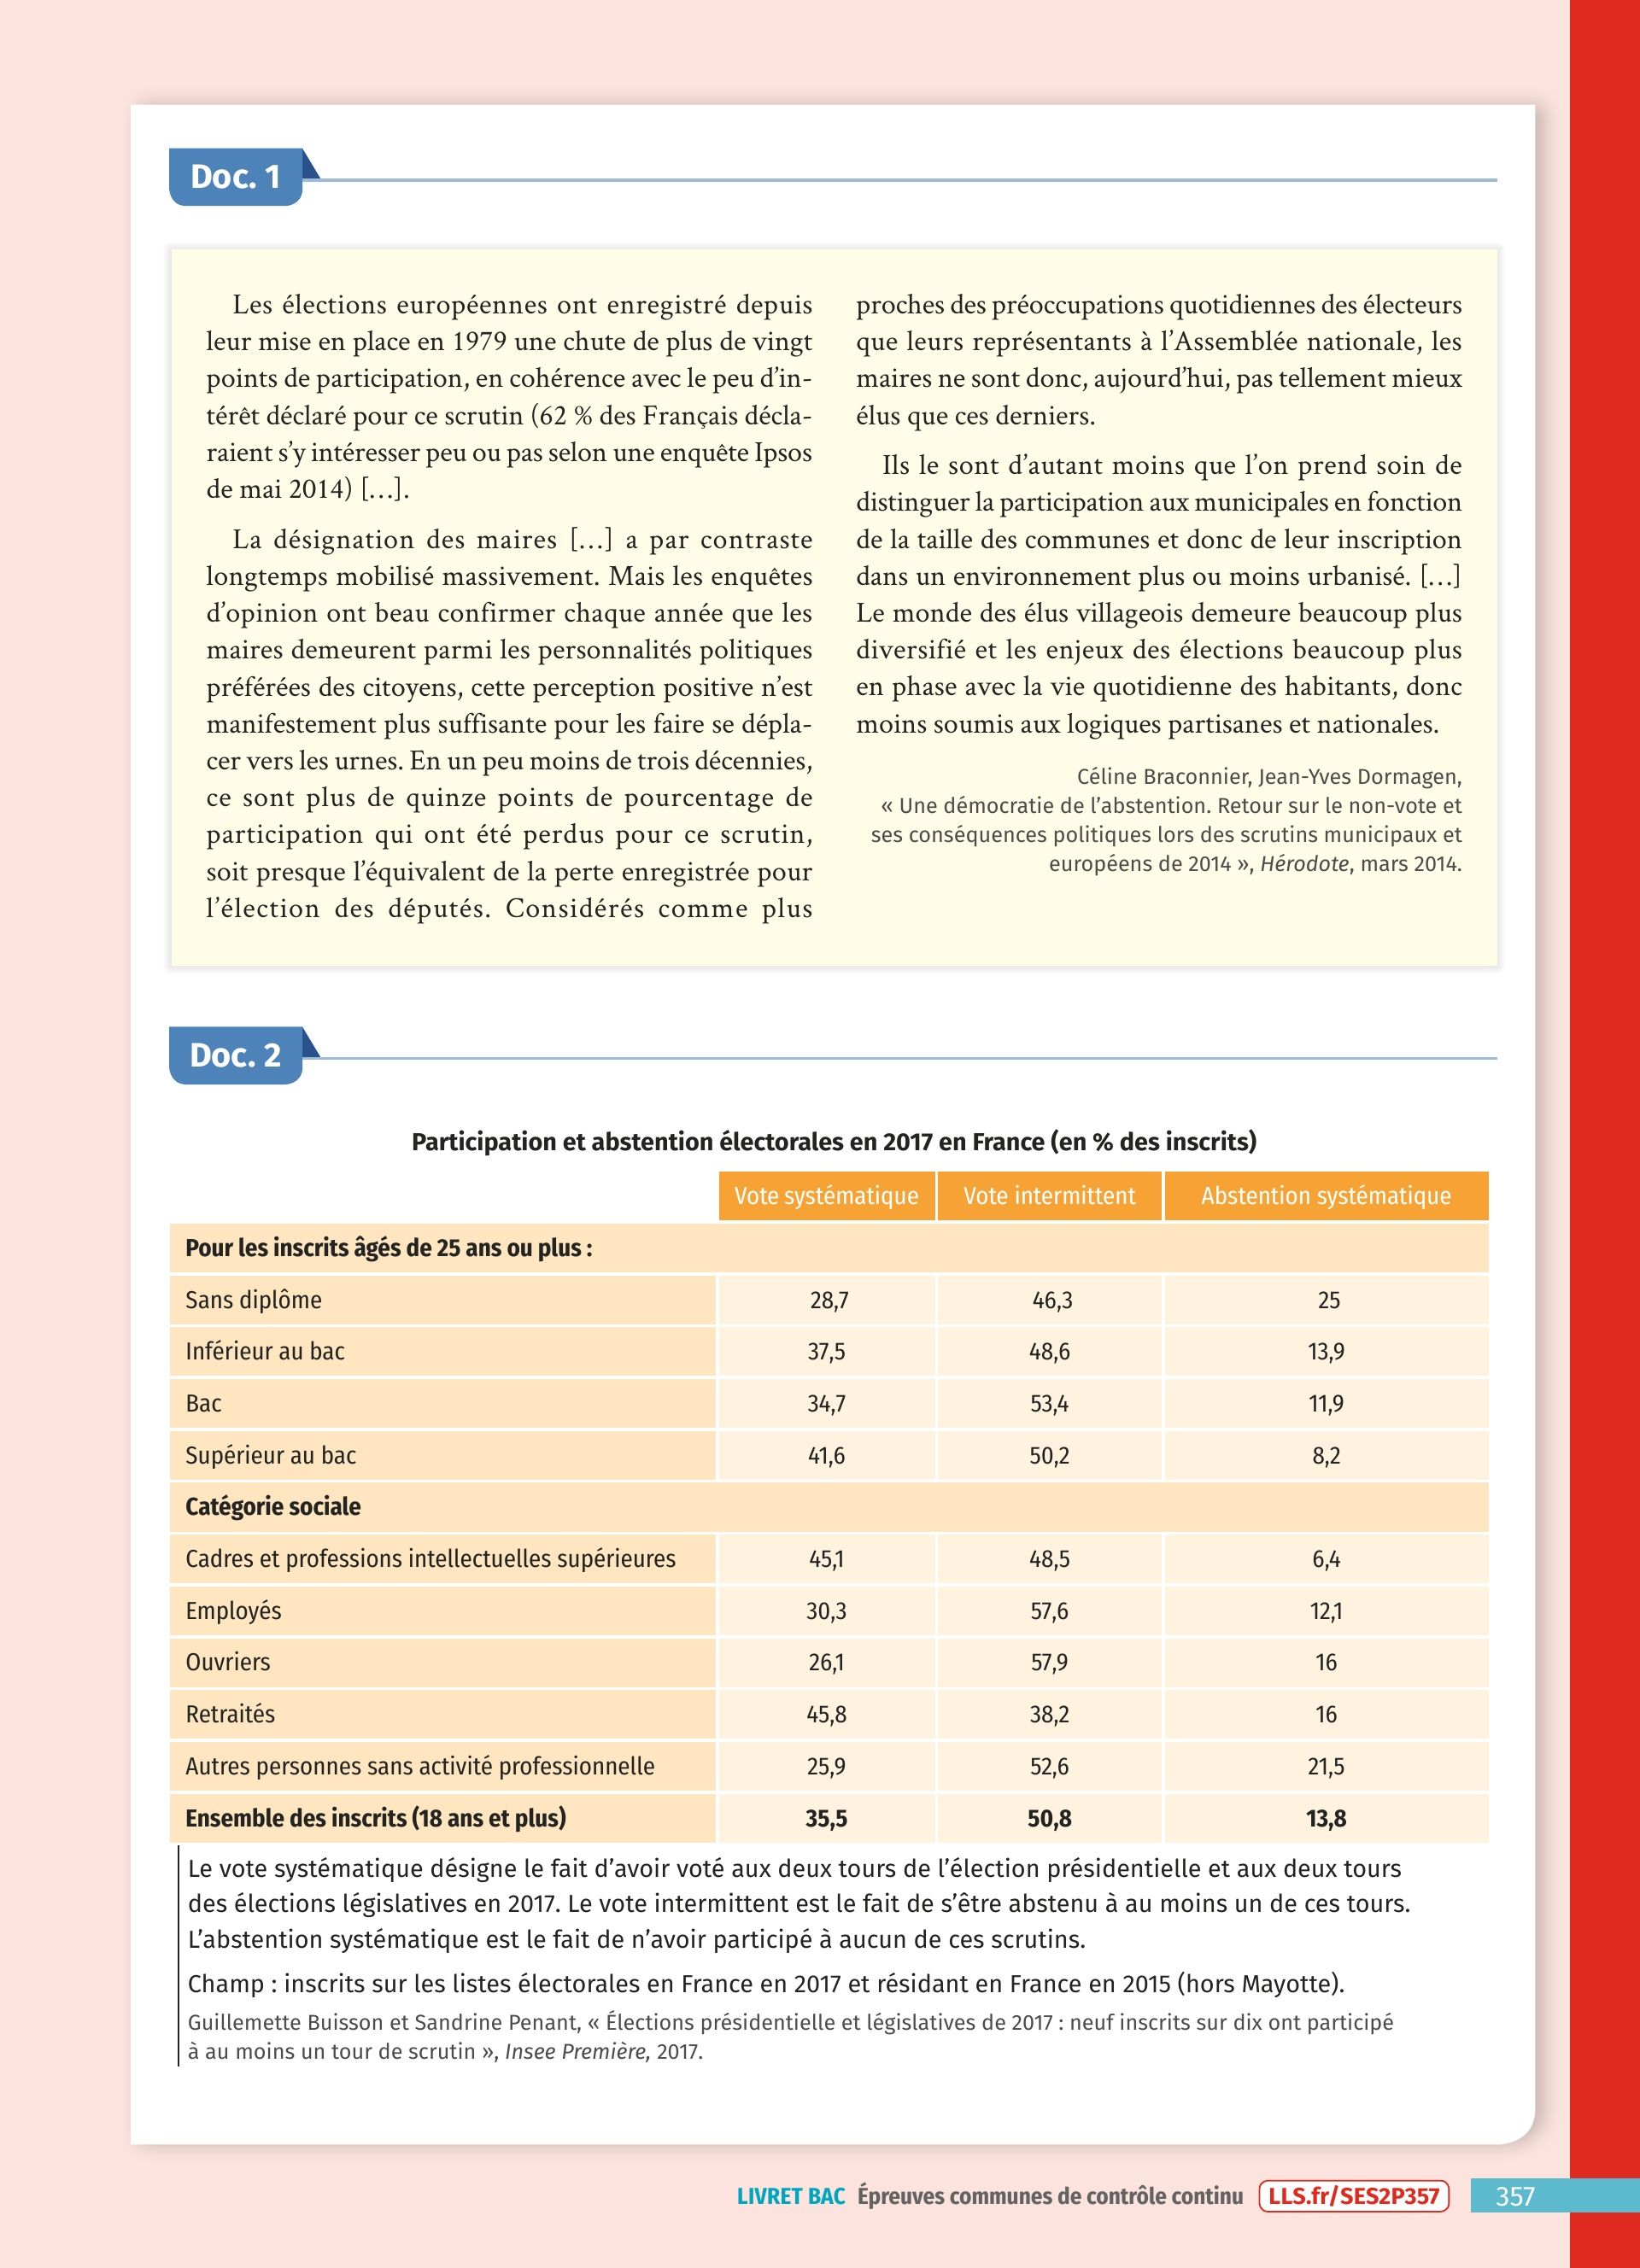 Doc. 1
Les élections européennes ont enregistré depuis
leur mise en place en 1979 une chute de plus de vingt
points de participation, en cohérence avec le peu d'in-
térêt déclaré pour ce scrutin (62 % des Français décla-
raient s'y intéresser peu ou pas selon une enquête Ipsos
de mai 2014) […].
La désignation des maires […] a par contraste
longtemps mobilisé massivement. Mais les enquêtes
d'opinion ont beau confirmer chaque année que les
maires demeurent parmi les personnalités politiques
préférées des citoyens, cette perception positive n'est
manifestement plus suffisante pour les faire se dépla-
cer vers les urnes. En un peu moins de trois décennies,
ce sont plus de quinze points de pourcentage de
participation qui ont été perdus pour ce scrutin,
soit presque l'équivalent de la perte enregistrée pour
l'élection des députés. Considérés comme plus
proches des préoccupations quotidiennes des électeurs
que leurs représentants à l'Assemblée nationale, les
maires ne sont donc, aujourd'hui, pas tellement mieux
élus que ces derniers.
Ils le sont d'autant moins que l'on prend soin de
distinguer la participation aux municipales en fonction
de la taille des communes et donc de leur inscription
dans un environnement plus ou moins urbanisé. […]
Le monde des élus villageois demeure beaucoup plus
diversifié et les enjeux des élections beaucoup plus
en phase avec la vie quotidienne des habitants, donc
moins soumis aux logiques partisanes et nationales.
Céline Braconnier, Jean-Yves Dormagen,
« Une démocratie de l'abstention. Retour sur le non-vote et
ses conséquences politiques lors des scrutins municipaux et
européens de 2014 », Hérodote, mars 2014.
Doc. 2
Participation et abstention électorales en 2017 en France (en % des inscrits)
Vote systématique Vote intermittent Abstention systématique
Pour les inscrits âgés de 25 ans ou plus :
Sans diplôme 28,7 46,3 25
Inférieur au bac 37,5 48,6 13,9
Bac 34,7 53,4 11,9
Supérieur au bac 41,6 50,2 8,2
Catégorie sociale
Cadres et professions intellectuelles supérieures 45,1 48,5 6,4
Employés 30,3 57,6 12,1
Ouvriers 26,1 57,9 16
Retraités 45,8 38,2 16
Autres personnes sans activité professionnelle 25,9 52,6 21,5
Ensemble des inscrits (18 ans et plus) 35,5 50,8 13,8
Le vote systématique désigne le fait d'avoir voté aux deux tours de l'élection présidentielle et aux deux tours
des élections législatives en 2017. Le vote intermittent est le fait de s'être abstenu à au moins un de ces tours.
L'abstention systématique est le fait de n'avoir participé à aucun de ces scrutins.
Champ : inscrits sur les listes électorales en France en 2017 et résidant en France en 2015 (hors Mayotte).
Guillemette Buisson et Sandrine Penant, « Élections présidentielle et législatives de 2017 : neuf inscrits sur dix ont participé
à au moins un tour de scrutin », Insee Première, 2017.
LIVRET BAC Épreuves communes de contrôle continu LLS.fr/SES2P357 357